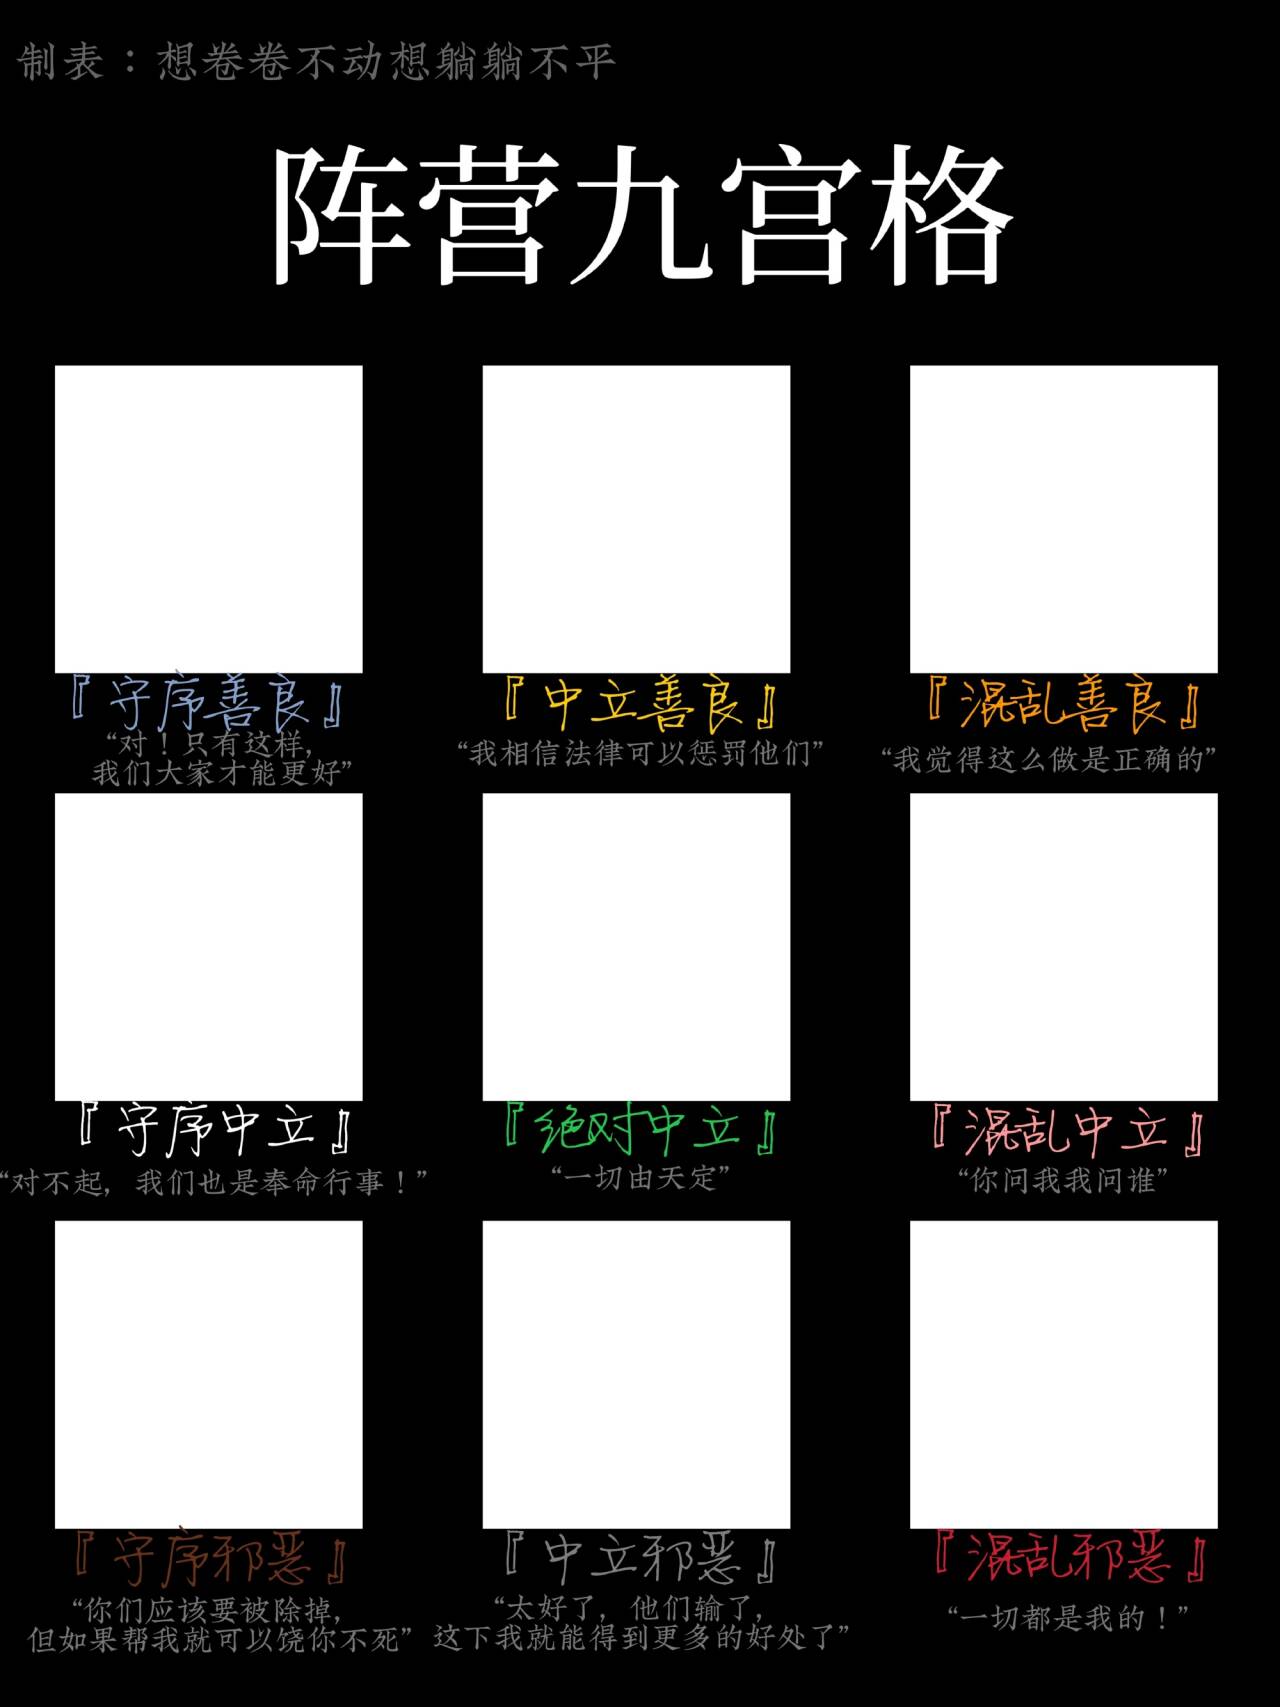 制表：想卷卷不动想躺躺不平
阵营九宫格
『守序善良』
“对！只有这样，
我们大家才能更好”
『中立善良』
“我相信法律可以惩罚他们”
『混乱善良』
“我觉得这么做是正确的”
『守序中立』
“对不起，我们也是奉命行事！”
『绝对中立』
“一切由天定”
『混乱中立』
“你问我我问谁”
『守序邪恶』
“你们应该要被除掉，
但如果帮我就可以饶你不死”
『中立邪恶』
“太好了，他们输了，
这下我就能得到更多的好处了”
『混乱邪恶』
“一切都是我的！”